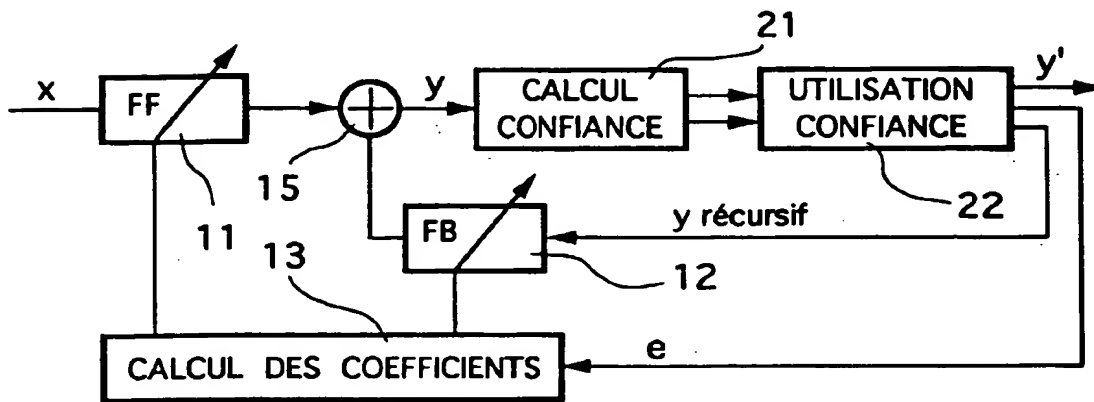 21
x
FF
y
CALCUL
CONFIANCE
UTILISATION
CONFIANCE
y'
15
11
FB
y récursif
22
13
12
CALCUL DES COEFFICIENTS
e